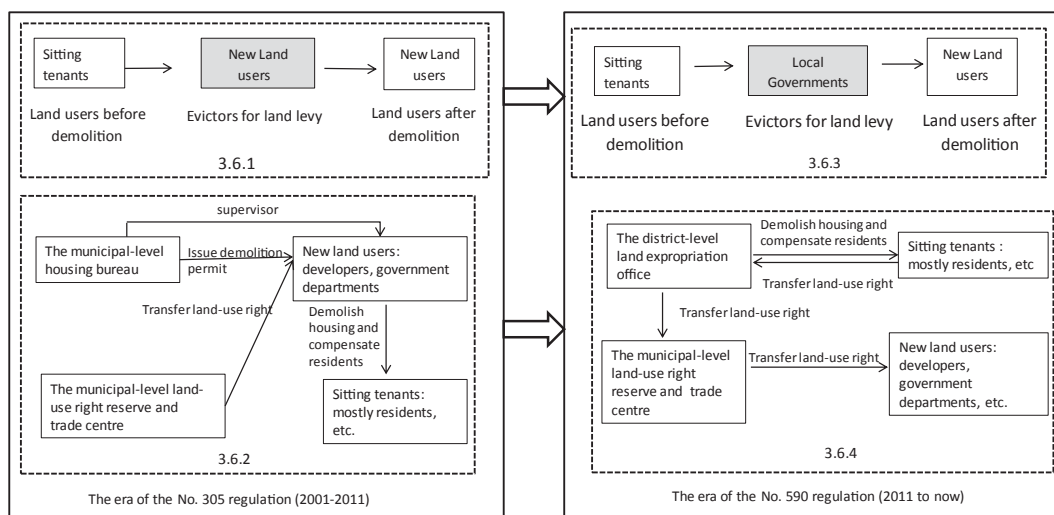 Sitting
tenants
New Land
users
New Land
users
Land users before
demolition
Evictors for land levy
Land users after
demolition
3.6.1
supervisor
The municipal-level
housing bureau
Issue demolition
permit
New land users:
developers, government
departments
Transfer land-use right
Demolish
housing and
compensate
residents
The municipal-level land-
use right reserve and
trade centre
Sitting tenants:
mostly residents,
etc.
3.6.2
The era of the No. 305 regulation (2001-2011)
Sitting
tenants
Local
Governments
New Land
users
Land users before
demolition
Evictors for land levy
Land users after
demolition
3.6.3
The district-level
land expropriation
office
Demolish housing and
compensate residents
Sitting tenants :
mostly residents, etc
Transfer land-use right
Transfer land-use right
The municipal-level
land-use right
reserve and trade
centre
Transfer land-use right
New land users:
developers,
government
departments, etc.
3.6.4
The era of the No. 590 regulation (2011 to now)